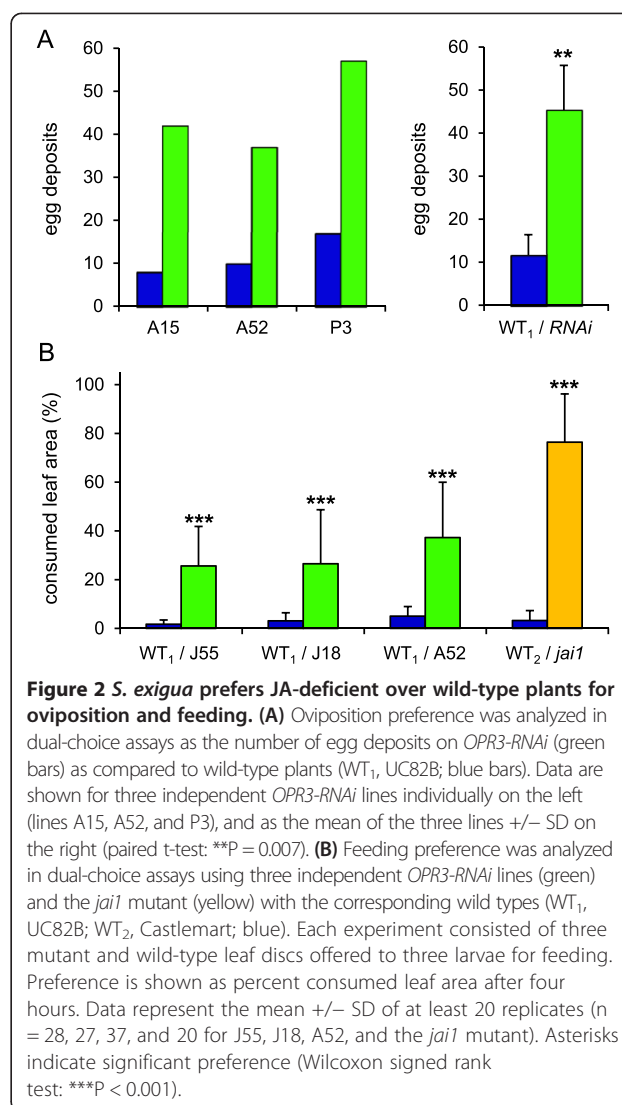 A
60
50
40
30
20
10
0
egg deposits
A15 A52 P3
60
50
40
30
20
10
0
egg deposits
**
WT1 / RNAi
B
100
80
60
40
20
0
consumed leaf area (%)
***
***
***
***
WT1 / J55 WT1 / J18 WT1 / A52 WT2 / jai1
Figure 2 S. exigua prefers JA-deficient over wild-type plants for
oviposition and feeding. (A) Oviposition preference was analyzed in
dual-choice assays as the number of egg deposits on OPR3-RNAi (green
bars) as compared to wild-type plants (WT1, UC82B; blue bars). Data are
shown for three independent OPR3-RNAi lines individually on the left
(lines A15, A52, and P3), and as the mean of the three lines +/− SD on
the right (paired t-test: **P = 0.007). (B) Feeding preference was analyzed
in dual-choice assays using three independent OPR3-RNAi lines (green)
and the jai1 mutant (yellow) with the corresponding wild types (WT1,
UC82B; WT2, Castlemart; blue). Each experiment consisted of three
mutant and wild-type leaf discs offered to three larvae for feeding.
Preference is shown as percent consumed leaf area after four
hours. Data represent the mean +/− SD of at least 20 replicates (n
= 28, 27, 37, and 20 for J55, J18, A52, and the jai1 mutant). Asterisks
indicate significant preference (Wilcoxon signed rank
test: ***P < 0.001).